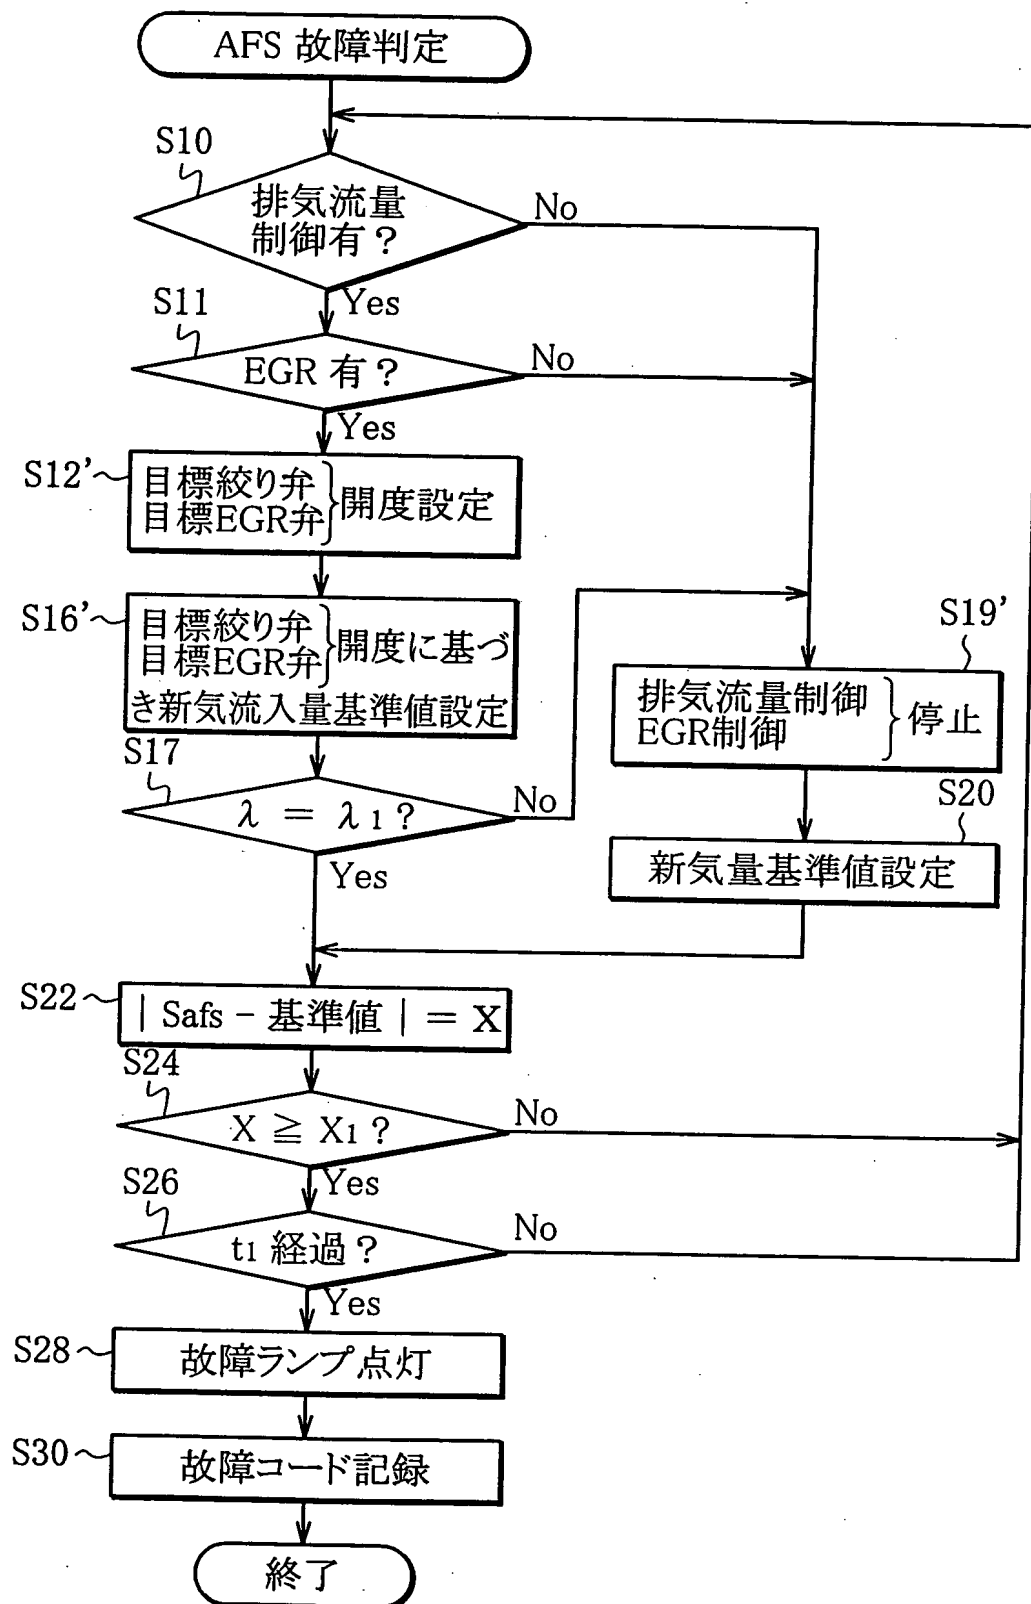 AFS 故障判定
S10
排気流量
制御有？
No
Yes
S11
EGR 有？
No
Yes
S12'
目標絞り弁
目標EGR弁
開度設定
S16'
目標絞り弁
目標EGR弁
開度に基づ
き新気流入量基準値設定
S19'
排気流量制御
EGR制御
停止
S17
λ = λ1？
No
Yes
S20
新気量基準値設定
S22
| Safs - 基準値 | = X
S24
X ≧ X1？
No
Yes
S26
t1 経過？
No
Yes
S28
故障ランプ点灯
S30
故障コード記録
終了